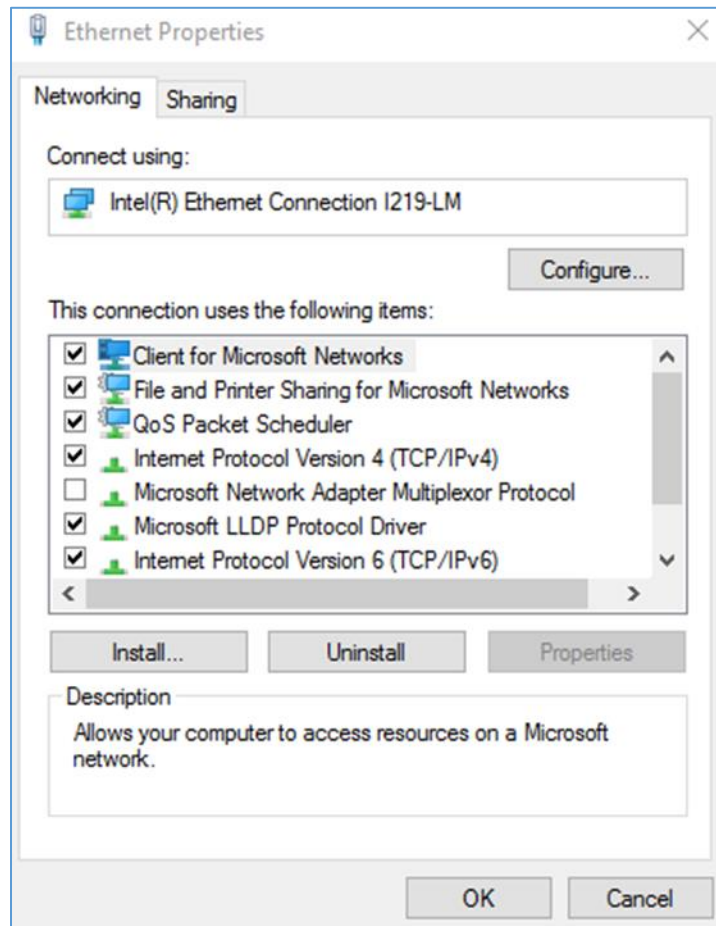 Ethernet Properties
Networking
Sharing
Connect using:
Intel(R) Ethernet Connection I219-LM
Configure...
This connection uses the following items:
Client for Microsoft Networks
File and Printer Sharing for Microsoft Networks
QoS Packet Scheduler
Internet Protocol Version 4 (TCP/IPv4)
Microsoft Network Adapter Multiplexor Protocol
Microsoft LLDP Protocol Driver
Internet Protocol Version 6 (TCP/IPv6)
Install...
Uninstall
Properties
Description
Allows your computer to access resources on a Microsoft
network.
OK
Cancel